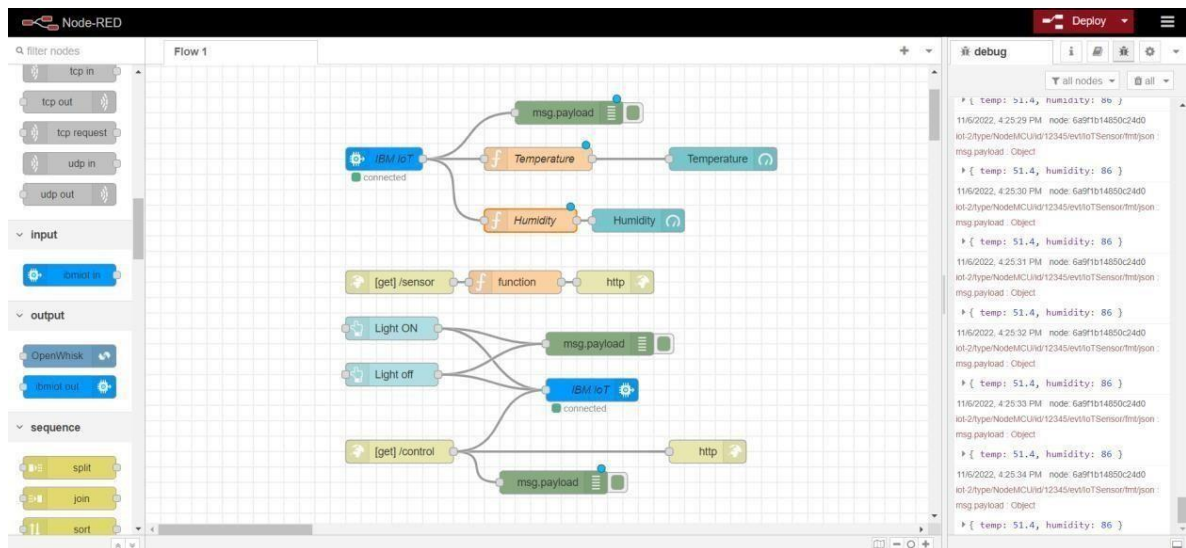 Node-RED
Deploy
filter nodes
tcp in
tcp out
tcp request
udp in
udp out
input
ibmiot in
output
OpenWhisk
ibmiot out
sequence
split
join
sort
Flow 1
msg.payload
IBM IoT
connected
Temperature
Temperature
Humidity
Humidity
[get] /sensor
function
http
Light ON
msg.payload
Light off
IBM IoT
connected
[get] /control
http
msg.payload
debug
i
all nodes
all
{ temp: 51.4, humidity: 86 }
11/6/2022, 4:25:29 PM node: 6a9f1b14850c24d0
iot-2/type/NodeMCU/id/12345/evt/IoTSensor/fmt/json :
msg.payload : Object
{ temp: 51.4, humidity: 86 }
11/6/2022, 4:25:30 PM node: 6a9f1b14850c24d0
iot-2/type/NodeMCU/id/12345/evt/IoTSensor/fmt/json :
msg.payload : Object
{ temp: 51.4, humidity: 86 }
11/6/2022, 4:25:31 PM node: 6a9f1b14850c24d0
iot-2/type/NodeMCU/id/12345/evt/IoTSensor/fmt/json :
msg.payload : Object
{ temp: 51.4, humidity: 86 }
11/6/2022, 4:25:32 PM node: 6a9f1b14850c24d0
iot-2/type/NodeMCU/id/12345/evt/IoTSensor/fmt/json :
msg.payload : Object
{ temp: 51.4, humidity: 86 }
11/6/2022, 4:25:33 PM node: 6a9f1b14850c24d0
iot-2/type/NodeMCU/id/12345/evt/IoTSensor/fmt/json :
msg.payload : Object
{ temp: 51.4, humidity: 86 }
11/6/2022, 4:25:34 PM node: 6a9f1b14850c24d0
iot-2/type/NodeMCU/id/12345/evt/IoTSensor/fmt/json :
msg.payload : Object
{ temp: 51.4, humidity: 86 }